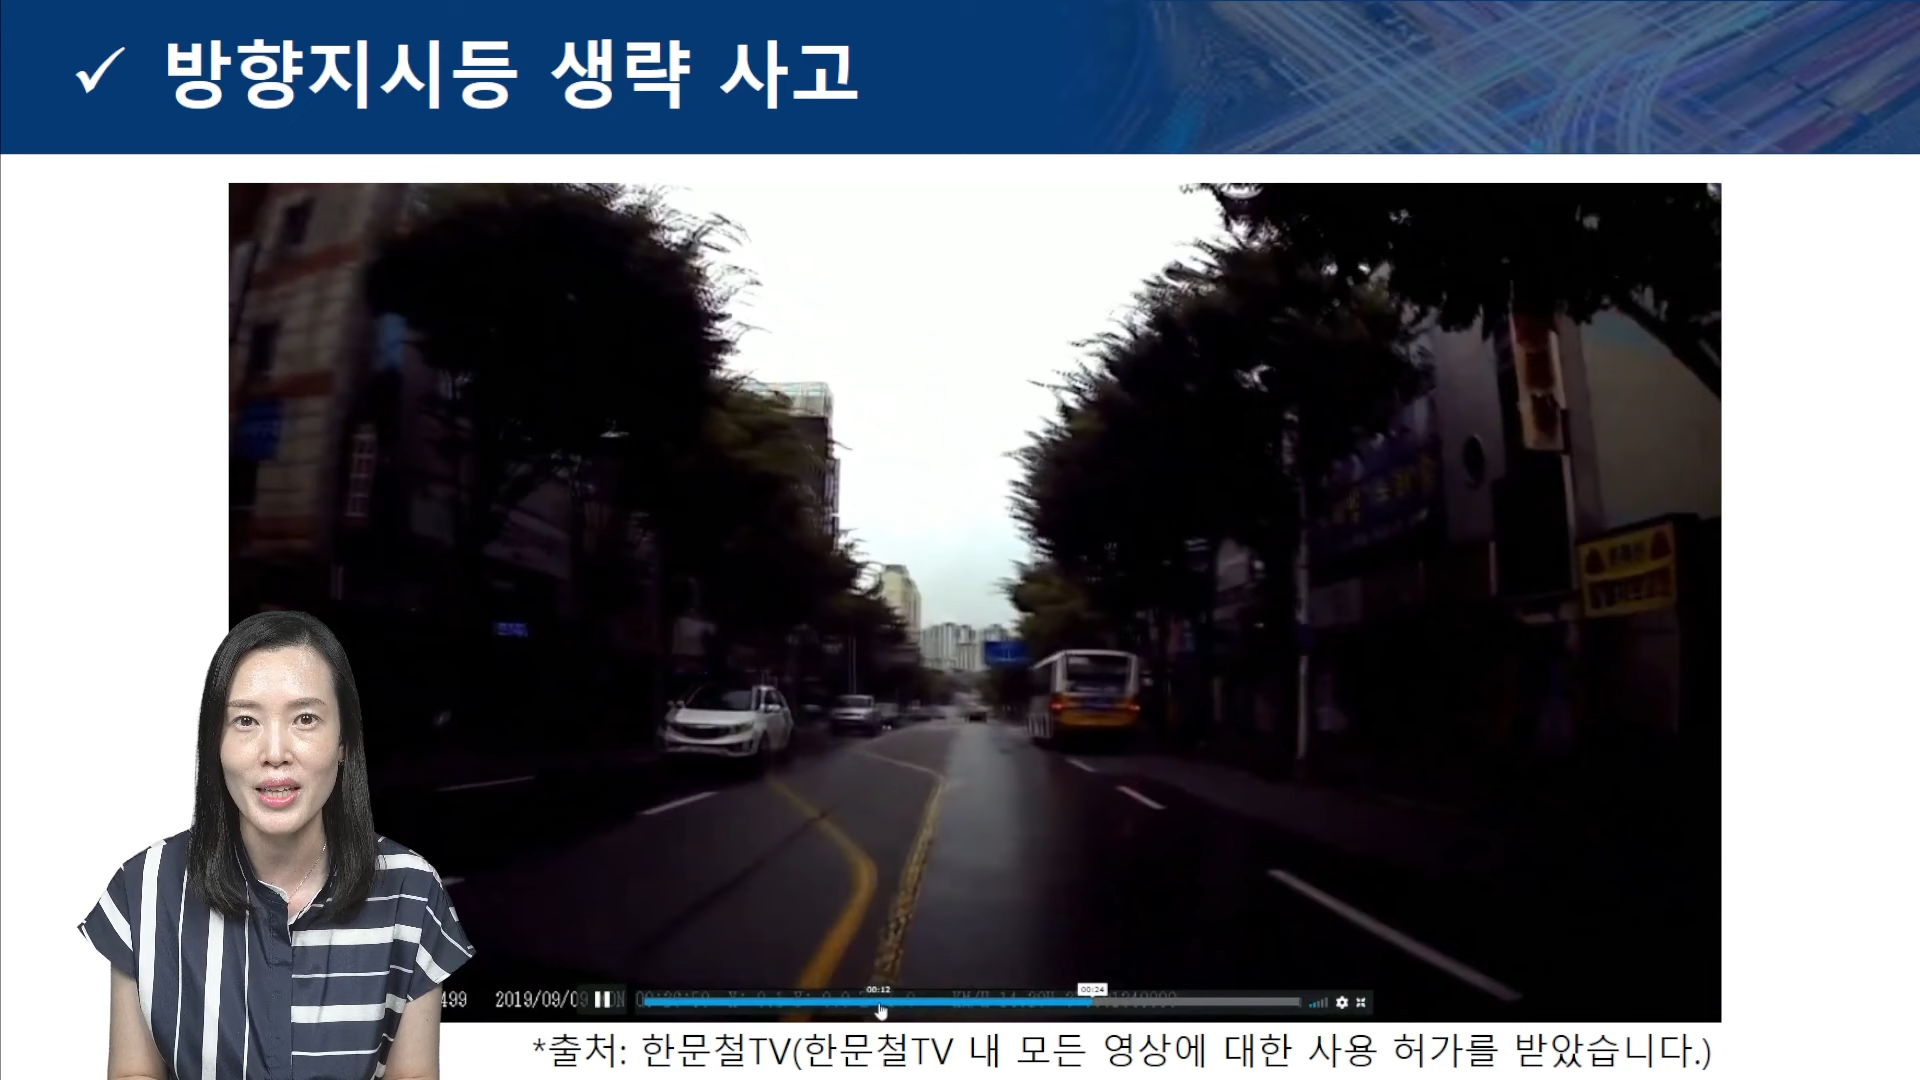 ✓ 방향지시등 생략 사고
499 2019/09/09
00:12
00:24
*출처: 한문철TV(한문철TV 내 모든 영상에 대한 사용 허가를 받았습니다.)